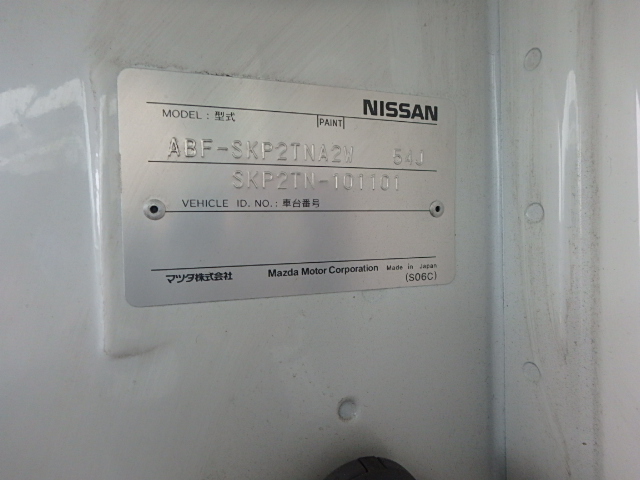 NISSAN
MODEL : 型式 PAINT
ABF-SKP2TNA2W 54J
SKP2TN-101101
VEHICLE ID. NO. : 車台番号
マツダ株式会社 Mazda Motor Corporation Made in Japan
(S06C)